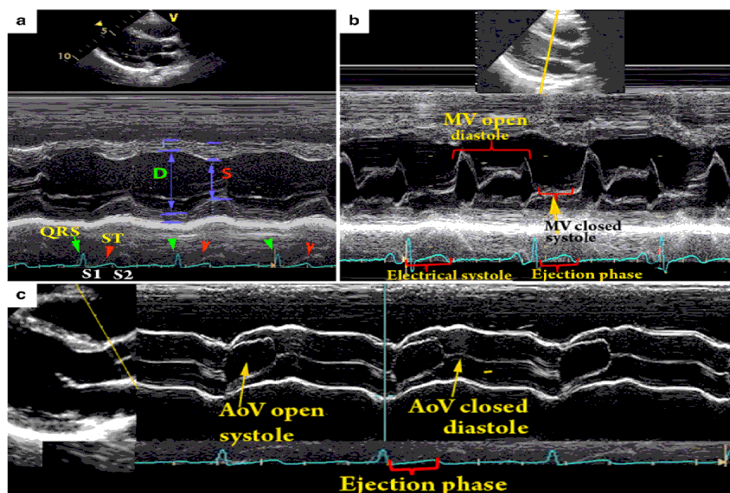 a
V
5
10
D
S
QRS
ST
S1
S2
b
MV open
diastole
MV closed
systole
Electrical systole
Ejection phase
c
AoV open
systole
AoV closed
diastole
Ejection phase